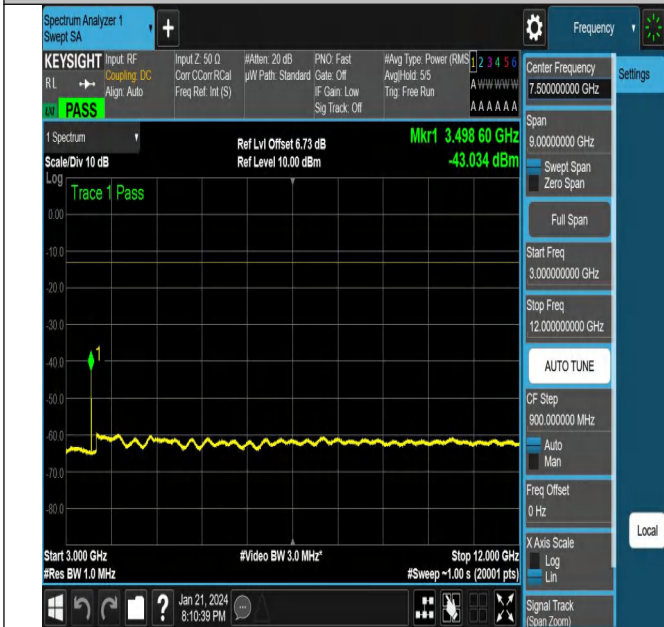 Spectrum Analyzer 1
Swept SA
+
Frequency
KEYSIGHT
RL
PASS
Input: RF
Coupling: DC
Align: Auto
Input Z: 50 Ω
Corr CCorr RCal
Freq Ref: Int (S)
#Atten: 20 dB
µW Path: Standard
PNO: Fast
Gate: Off
IF Gain: Low
Sig Track: Off
#Avg Type: Power (RMS
Avg|Hold: 5/5
Trig: Free Run
1 2 3 4 5 6
A W W W W W
A A A A A A
1 Spectrum
Scale/Div 10 dB
Ref Lvl Offset 6.73 dB
Ref Level 10.00 dBm
Mkr1 3.498 60 GHz
-43.034 dBm
Log
Trace 1 Pass
0.00
-10.0
-20.0
-30.0
-40.0
-50.0
-60.0
-70.0
-80.0
1
Start 3.000 GHz
#Res BW 1.0 MHz
#Video BW 3.0 MHz*
Stop 12.000 GHz
#Sweep ~1.00 s (20001 pts)
Center Frequency
7.500000000 GHz
Settings
Span
9.00000000 GHz
Swept Span
Zero Span
Full Span
Start Freq
3.000000000 GHz
Stop Freq
12.000000000 GHz
AUTO TUNE
CF Step
900.000000 MHz
Auto
Man
Freq Offset
0 Hz
X Axis Scale
Log
Lin
Local
Signal Track
(Span Zoom)
?
Jan 21, 2024
8:10:39 PM